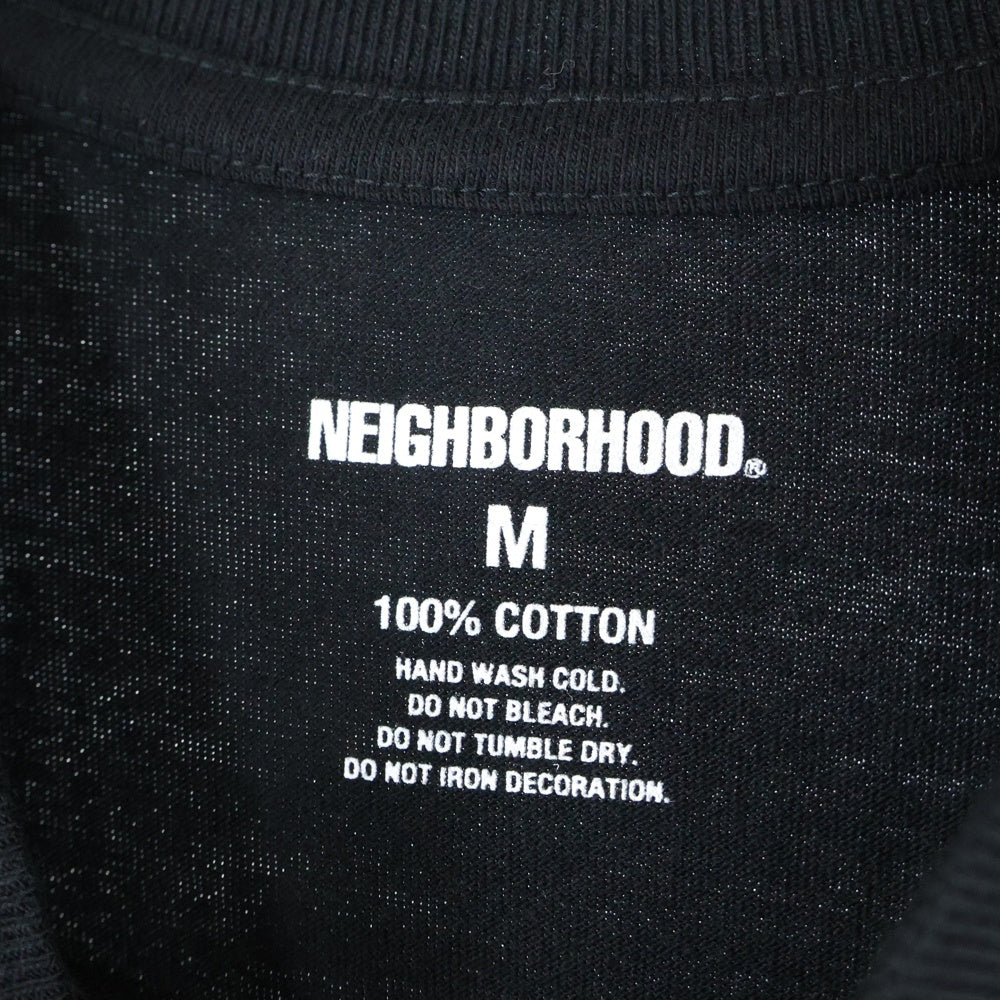 NEIGHBORHOOD.®
M
100% COTTON
HAND WASH COLD.
DO NOT BLEACH.
DO NOT TUMBLE DRY.
DO NOT IRON DECORATION.